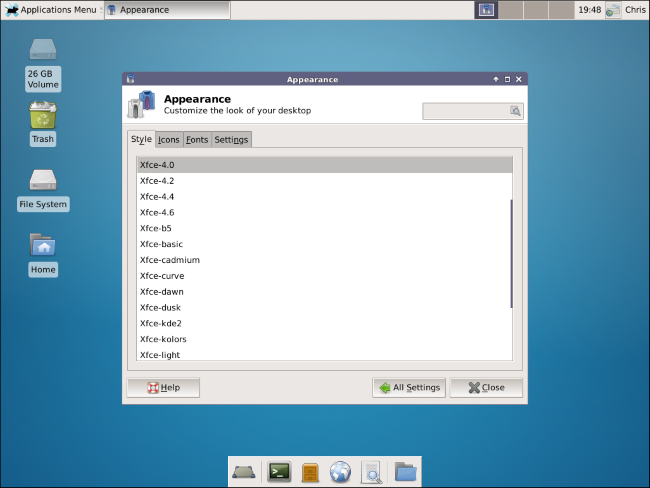 Applications Menu
Appearance
19:48
Chris
26 GB
Volume
Trash
File System
Home
Appearance
Appearance
Customize the look of your desktop
Style
Icons
Fonts
Settings
Xfce-4.0
Xfce-4.2
Xfce-4.4
Xfce-4.6
Xfce-b5
Xfce-basic
Xfce-cadmium
Xfce-curve
Xfce-dawn
Xfce-dusk
Xfce-kde2
Xfce-kolors
Xfce-light
Help
All Settings
Close